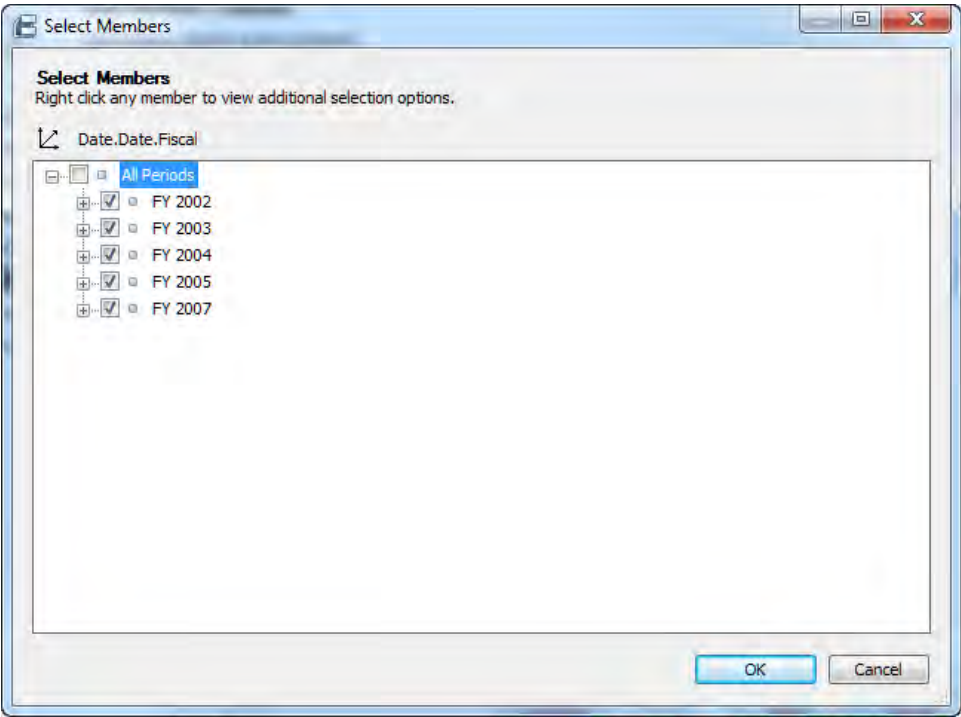 Select Members
Select Members
Right click any member to view additional selection options.
Date.Date.Fiscal
All Periods
FY 2002
FY 2003
FY 2004
FY 2005
FY 2007
OK Cancel